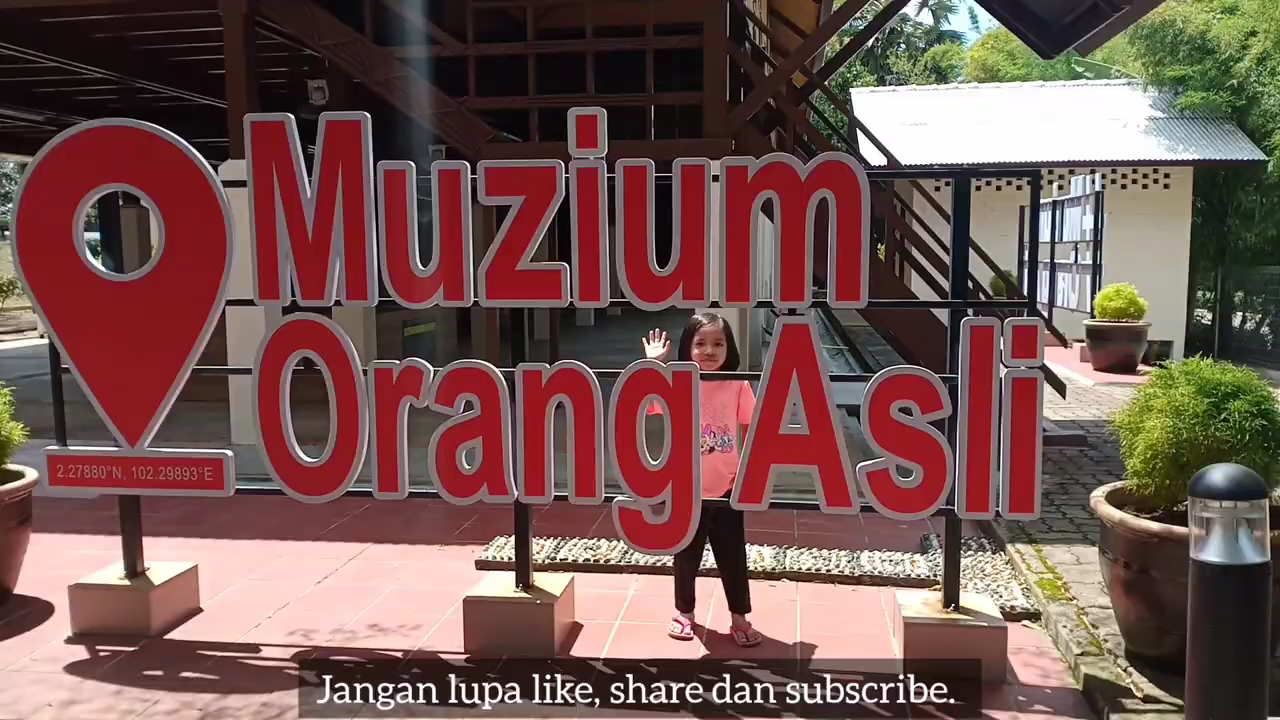 Muzium
Orang Asli
2.27880°N, 102.29893°E
Jangan lupa like, share dan subscribe.